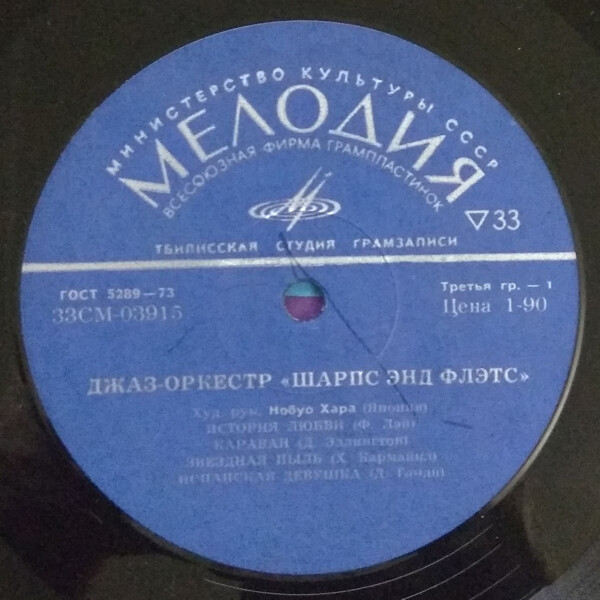 МИНИСТЕРСТВО КУЛЬТУРЫ СССР
МЕЛОДИЯ
ВСЕСОЮЗНАЯ ФИРМА ГРАМПЛАСТИНОК
▽33
ТБИЛИССКАЯ СТУДИЯ ГРАМЗАПИСИ
ГОСТ 5289—73
33СМ-03915
Третья гр. — 1
Цена 1-90
ДЖАЗ-ОРКЕСТР «ШАРПС ЭНД ФЛЭТС»
Худ. рук. Нобуо Хара (Япония)
ИСТОРИЯ ЛЮБВИ (Ф. Лэй)
КАРАВАН (Д. Эллингтон)
ЗВЕЗДНАЯ ПЫЛЬ (Х. Кармайкл)
ИСПАНСКАЯ ДЕВУШКА (Д.